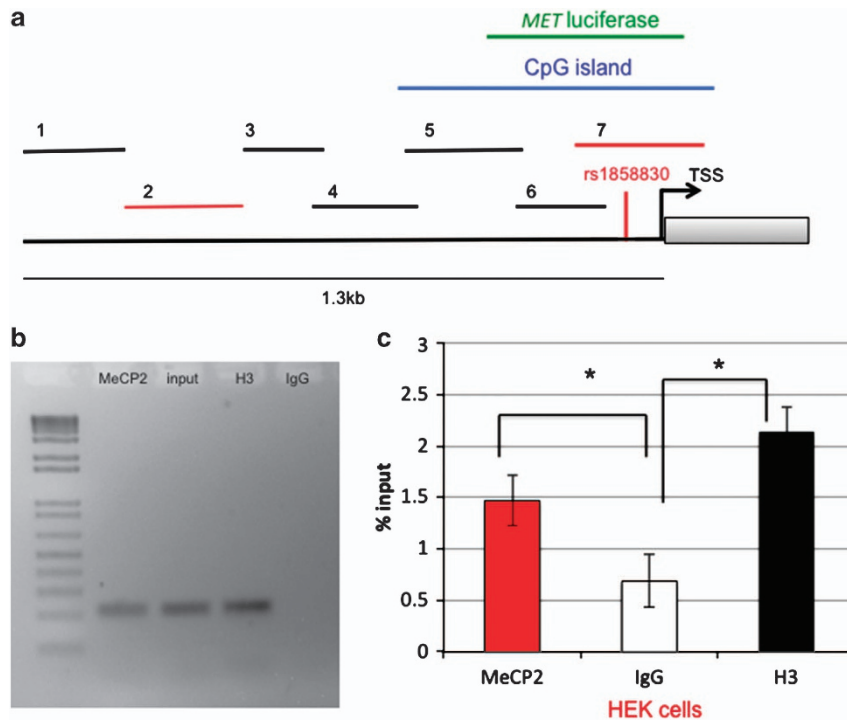 a
MET luciferase
CpG island
1
3
5
7
2
4
6
rs1858830
TSS
1.3kb
b
MeCP2 input H3 IgG
c
3
2.5
2
1.5
1
0.5
0
% input
*
*
MeCP2 IgG H3
HEK cells